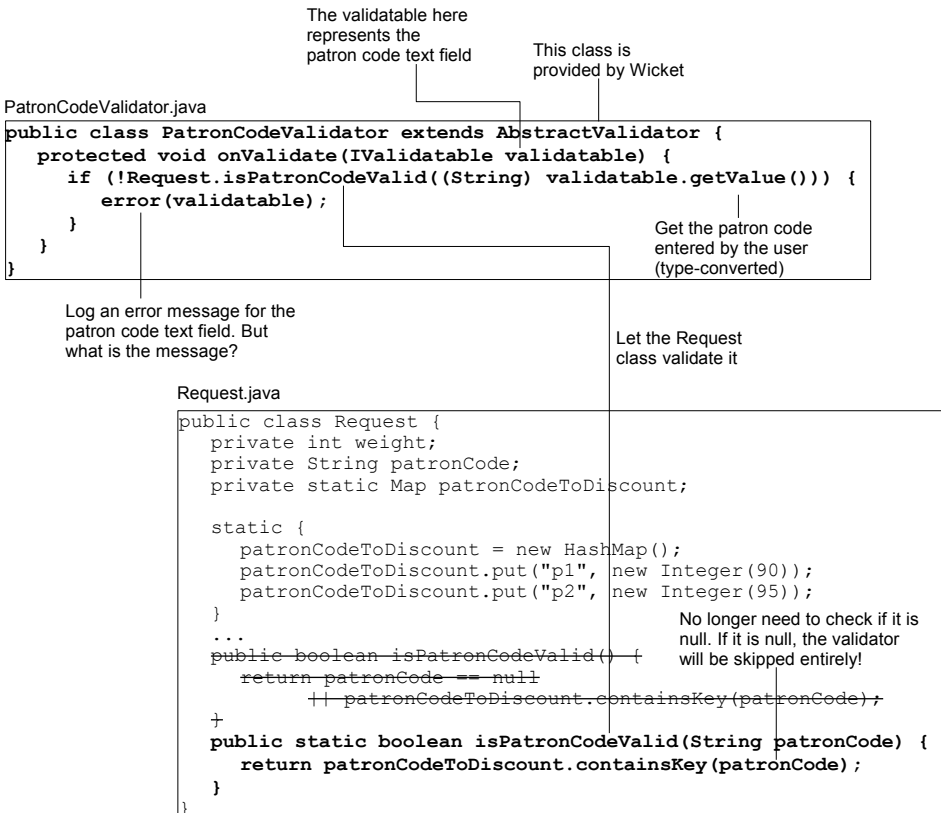 The validatable here
represents the
patron code text field
This class is
provided by Wicket
PatronCodeValidator.java
public class PatronCodeValidator extends AbstractValidator {
protected void onValidate(IValidatable validatable) {
if (!Request.isPatronCodeValid((String) validatable.getValue())) {
error(validatable);
}
}
}
Get the patron code
entered by the user
(type-converted)
Log an error message for the
patron code text field. But
what is the message?
Let the Request
class validate it
Request.java
public class Request {
private int weight;
private String patronCode;
private static Map patronCodeToDiscount;
static {
patronCodeToDiscount = new HashMap();
patronCodeToDiscount.put("p1", new Integer(90));
patronCodeToDiscount.put("p2", new Integer(95));
}
...
No longer need to check if it is
null. If it is null, the validator
will be skipped entirely!
public boolean isPatronCodeValid() {
return patronCode == null
|| patronCodeToDiscount.containsKey(patronCode);
}
public static boolean isPatronCodeValid(String patronCode) {
return patronCodeToDiscount.containsKey(patronCode);
}
}